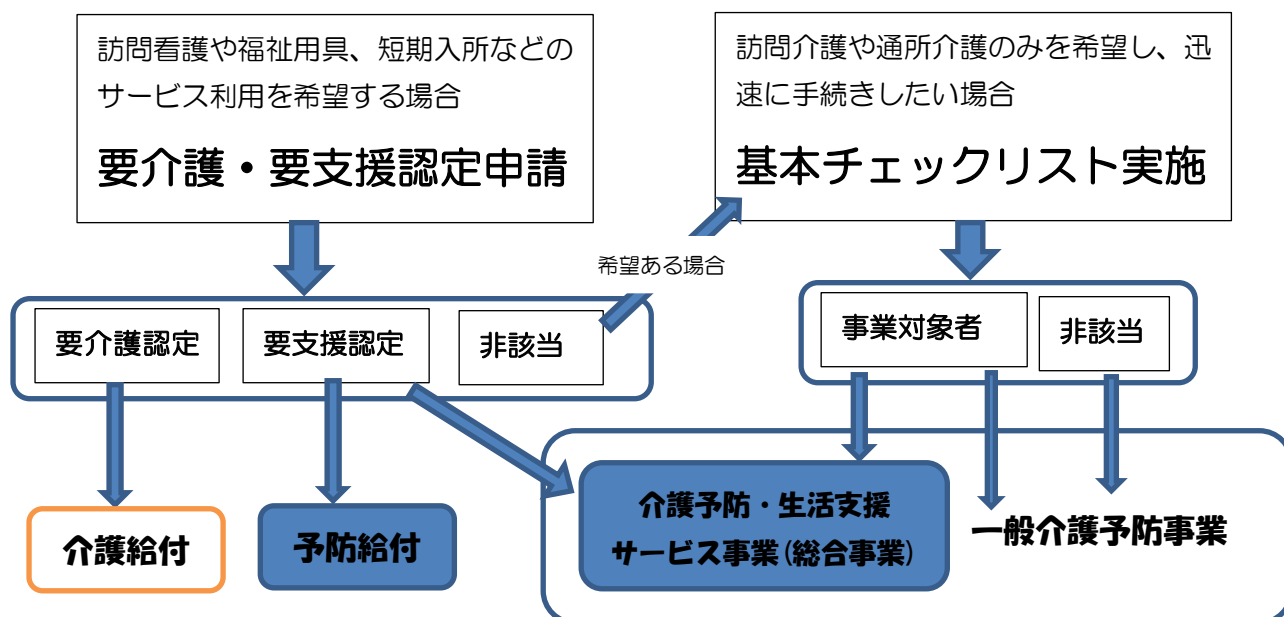 訪問看護や福祉用具、短期入所などの
サービス利用を希望する場合
要介護・要支援認定申請
訪問介護や通所介護のみを希望し、迅
速に手続きしたい場合
基本チェックリスト実施
希望ある場合
要介護認定
要支援認定
非該当
事業対象者
非該当
介護給付
予防給付
介護予防・生活支援
サービス事業(総合事業)
一般介護予防事業